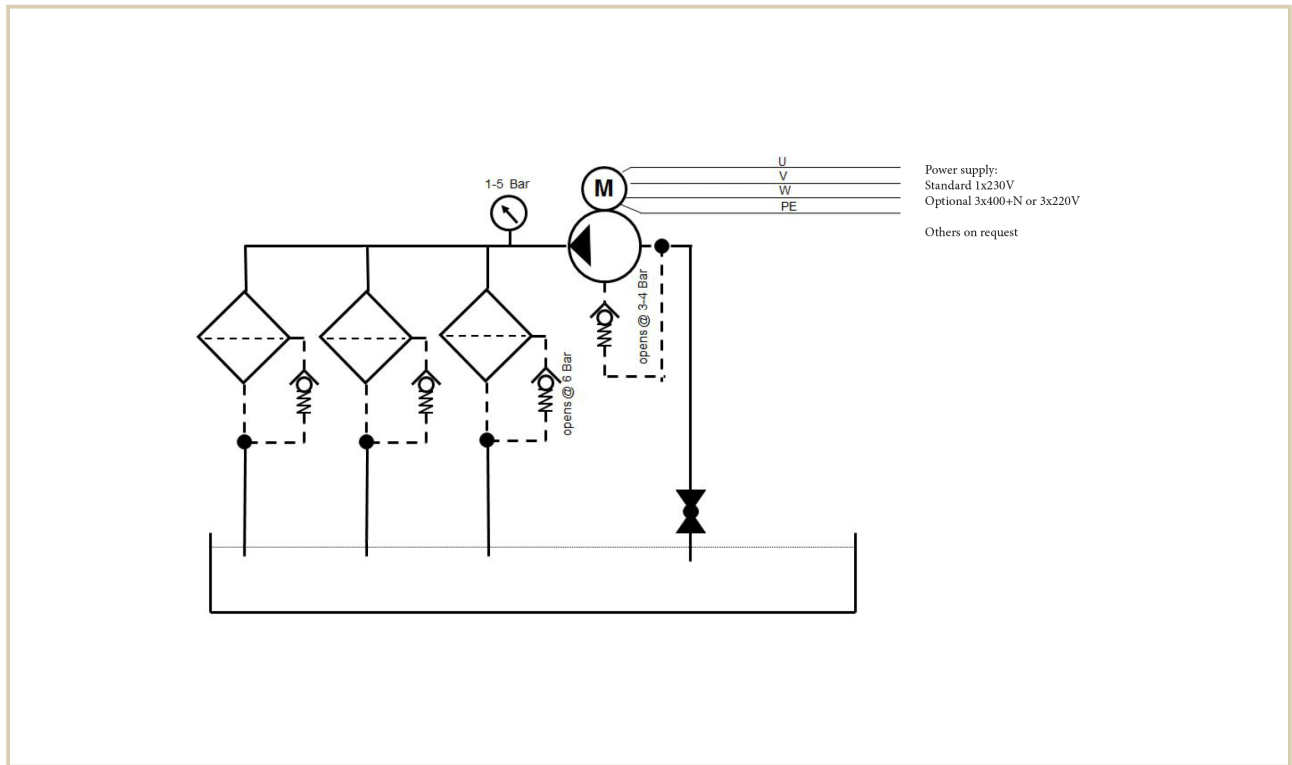 U
V
W
PE
Power supply:
Standard 1x230V
Optional 3x400+N or 3x220V
Others on request
1-5 Bar
M
opens @ 3-4 Bar
opens @ 6 Bar